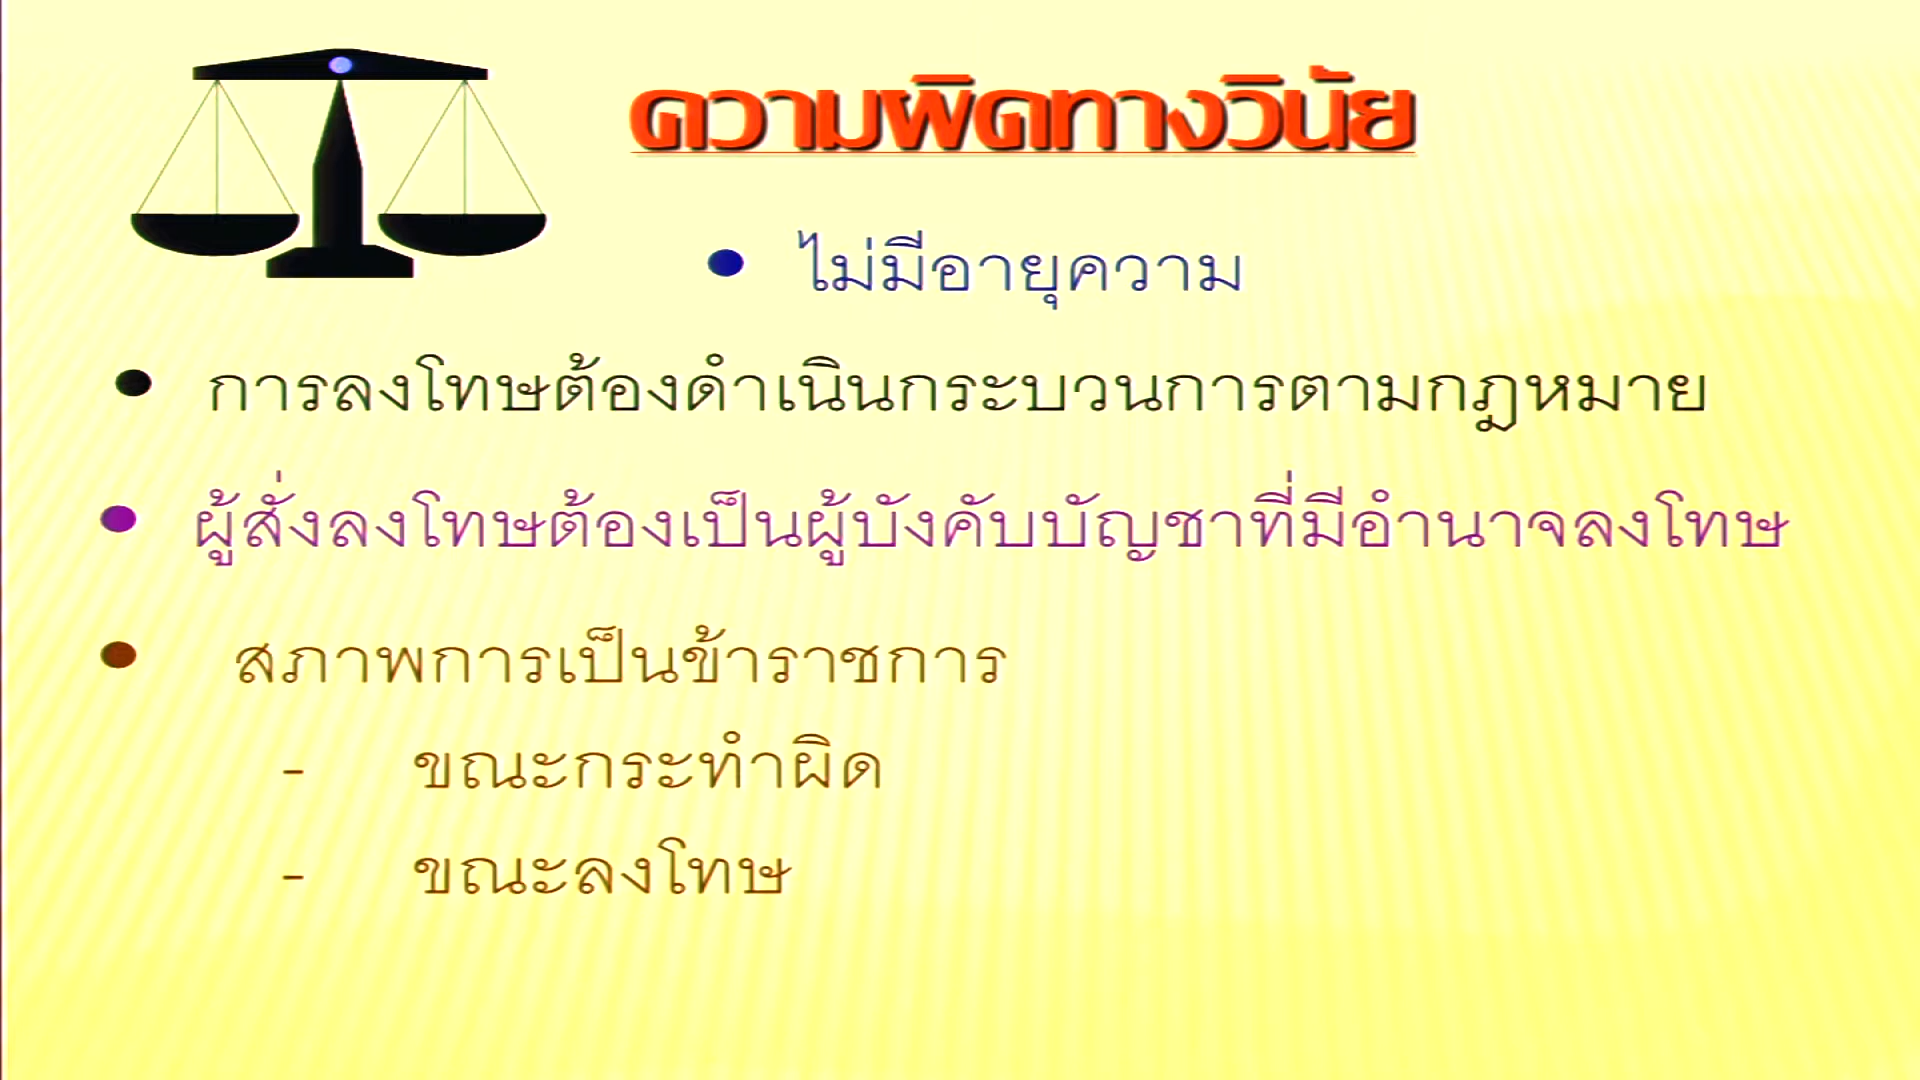 ความผิดทางวินัย
• ไม่มีอายุความ
• การลงโทษต้องดำเนินกระบวนการตามกฎหมาย
• ผู้สั่งลงโทษต้องเป็นผู้บังคับบัญชาที่มีอำนาจลงโทษ
• สภาพการเป็นข้าราชการ
- ขณะกระทำผิด
- ขณะลงโทษ